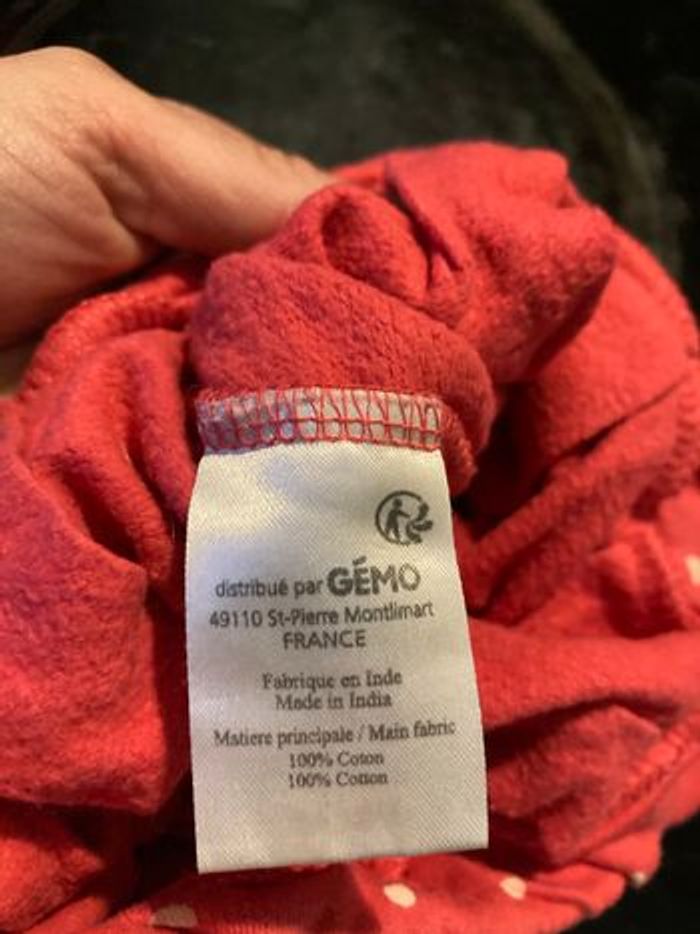 distribué par GÉMO
49110 St-Pierre Montlimart
FRANCE
Fabrique en Inde
Made in India
Matiere principale / Main fabric
100% Coton
100% Cotton